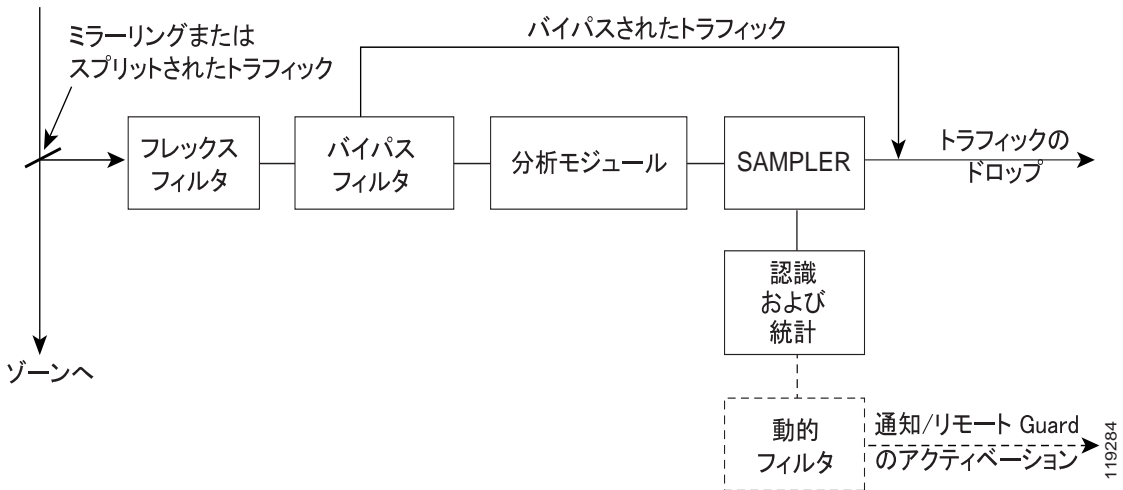 ミラーリングまたは
スプリットされたトラフィック
バイパスされたトラフィック
フレックス
フィルタ
バイパス
フィルタ
分析モジュール
SAMPLER
トラフィックの
ドロップ
認識
および
統計
ゾーンへ
動的
フィルタ
通知/リモート Guard
のアクティベーション
119284